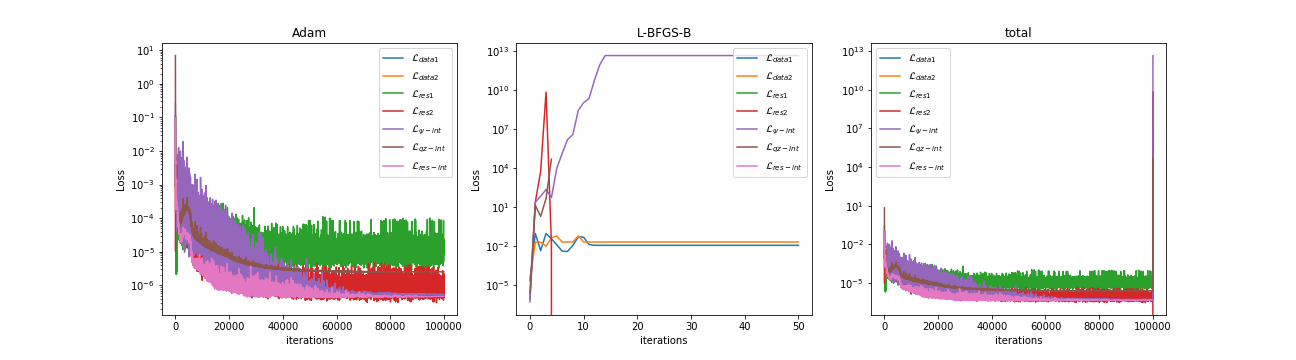 Adam
Loss
10¹
10⁰
10⁻¹
10⁻²
10⁻³
10⁻⁴
10⁻⁵
10⁻⁶
0 20000 40000 60000 80000 100000
iterations
ℒdata1
ℒdata2
ℒres1
ℒres2
ℒΨ−int
ℒqz−int
ℒres−int
L-BFGS-B
Loss
10¹³
10¹⁰
10⁷
10⁴
10¹
10⁻²
10⁻⁵
0 10 20 30 40 50
iterations
ℒdata1
ℒdata2
ℒres1
ℒres2
ℒΨ−int
ℒqz−int
ℒres−int
total
Loss
10¹³
10¹⁰
10⁷
10⁴
10¹
10⁻²
10⁻⁵
0 20000 40000 60000 80000 100000
iterations
ℒdata1
ℒdata2
ℒres1
ℒres2
ℒΨ−int
ℒqz−int
ℒres−int